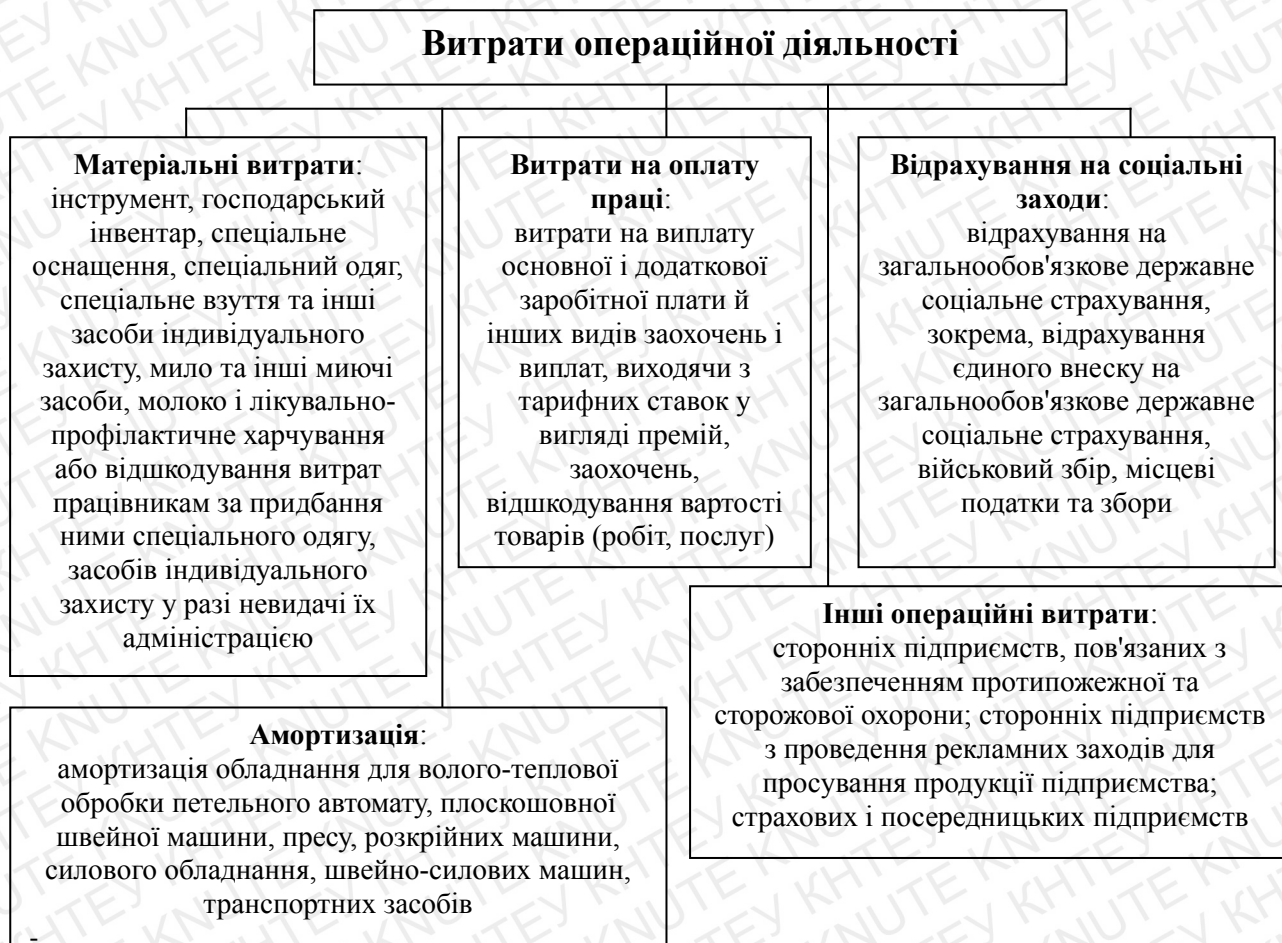 Витрати операційної діяльності
Матеріальні витрати:
інструмент, господарський
інвентар, спеціальне
оснащення, спеціальний одяг,
спеціальне взуття та інші
засоби індивідуального
захисту, мило та інші миючі
засоби, молоко і лікувально-
профілактичне харчування
або відшкодування витрат
працівникам за придбання
ними спеціального одягу,
засобів індивідуального
захисту у разі невидачі їх
адміністрацією
Витрати на оплату
праці:
витрати на виплату
основної і додаткової
заробітної плати й
інших видів заохочень і
виплат, виходячи з
тарифних ставок у
вигляді премій,
заохочень,
відшкодування вартості
товарів (робіт, послуг)
Відрахування на соціальні
заходи:
відрахування на
загальнообов'язкове державне
соціальне страхування,
зокрема, відрахування
єдиного внеску на
загальнообов'язкове державне
соціальне страхування,
військовий збір, місцеві
податки та збори
Амортизація:
амортизація обладнання для волого-теплової
обробки петельного автомату, плоскошовної
швейної машини, пресу, розкрійних машини,
силового обладнання, швейно-силових машин,
транспортних засобів
-
Інші операційні витрати:
сторонніх підприємств, пов'язаних з
забезпеченням протипожежної та
сторожової охорони; сторонніх підприємств
з проведення рекламних заходів для
просування продукції підприємства;
страхових і посередницьких підприємств